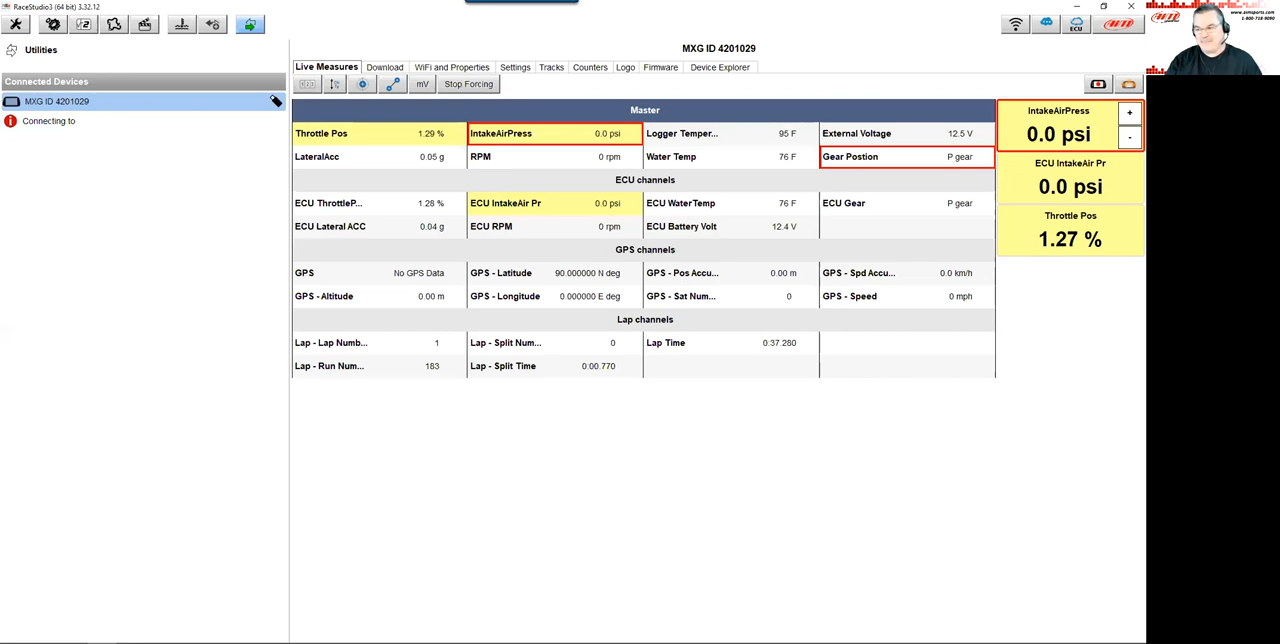 RaceStudio3 (64 bit) 3.32.12
ECU
AiM
AiM
www.aimsports.com
1-800-718-9090
Utilities
MXG ID 4201029
Live Measures Download WiFi and Properties Settings Tracks Counters Logo Firmware Device Explorer
Connected Devices
mV Stop Forcing
MXG ID 4201029
Connecting to
Master
Throttle Pos 1.29 % IntakeAirPress 0.0 psi Logger Temper... 95 F External Voltage 12.5 V
LateralAcc 0.05 g RPM 0 rpm Water Temp 76 F Gear Postion P gear
ECU channels
ECU ThrottleP... 1.28 % ECU IntakeAir Pr 0.0 psi ECU WaterTemp 76 F ECU Gear P gear
ECU Lateral ACC 0.04 g ECU RPM 0 rpm ECU Battery Volt 12.4 V
GPS channels
GPS No GPS Data GPS - Latitude 90.000000 N deg GPS - Pos Accu... 0.00 m GPS - Spd Accu... 0.0 km/h
GPS - Altitude 0.00 m GPS - Longitude 0.000000 E deg GPS - Sat Num... 0 GPS - Speed 0 mph
Lap channels
Lap - Lap Numb... 1 Lap - Split Num... 0 Lap Time 0:37.280
Lap - Run Num... 183 Lap - Split Time 0:00.770
IntakeAirPress +
0.0 psi -
ECU IntakeAir Pr
0.0 psi
Throttle Pos
1.27 %